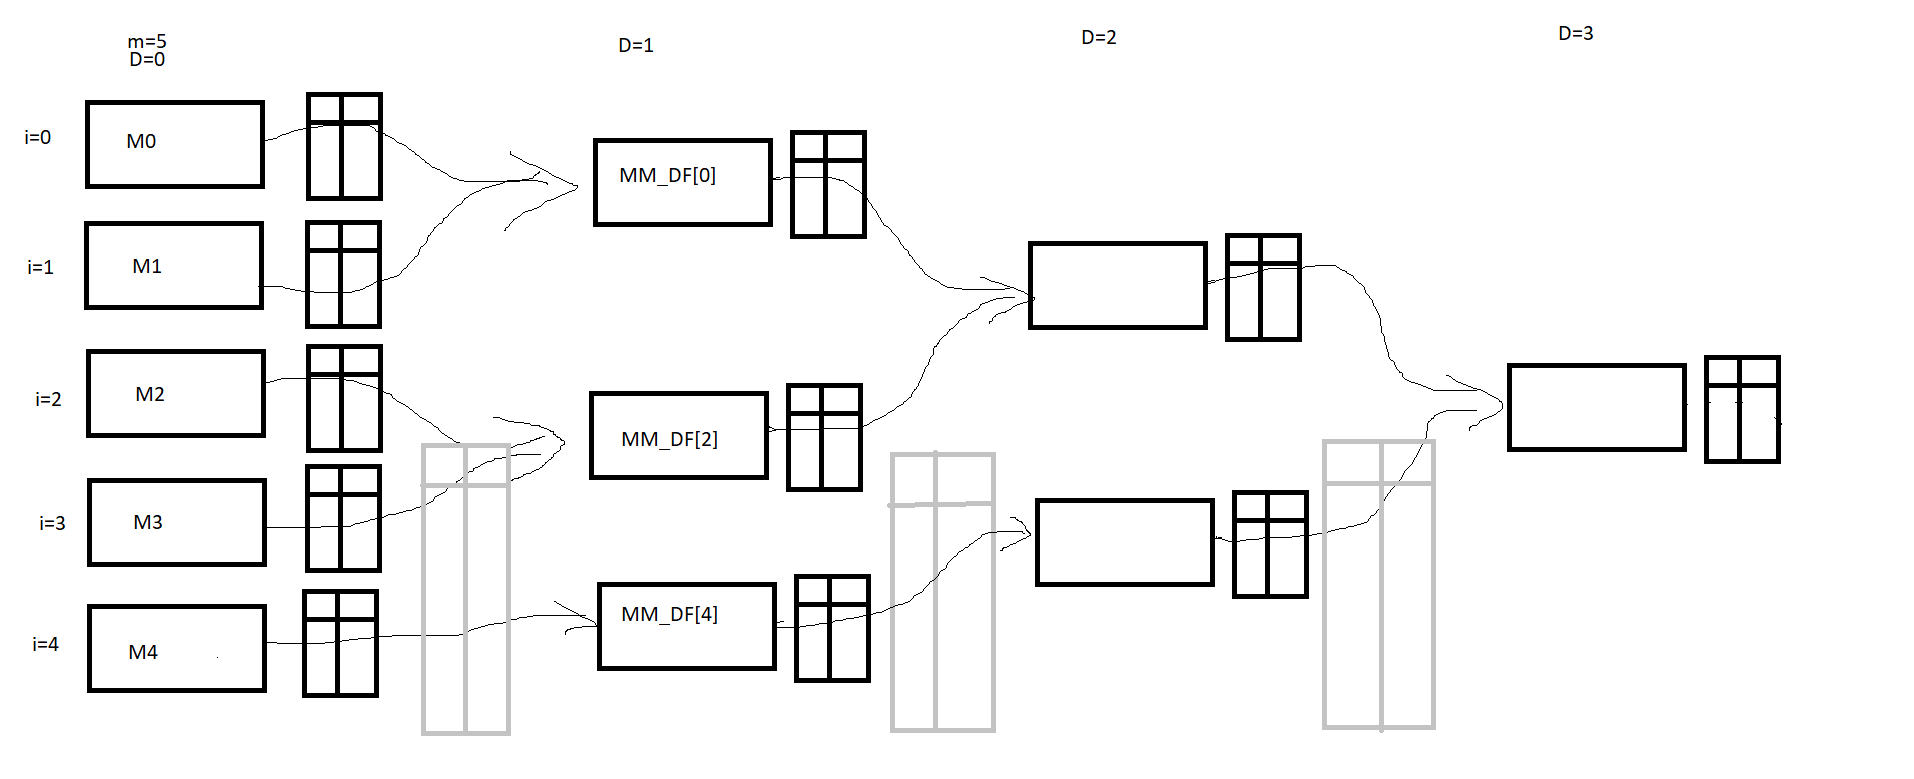 m=5
D=0
D=1
D=2
D=3
i=0
M0
MM_DF[0]
i=1
M1
i=2
M2
MM_DF[2]
i=3
M3
i=4
M4
MM_DF[4]